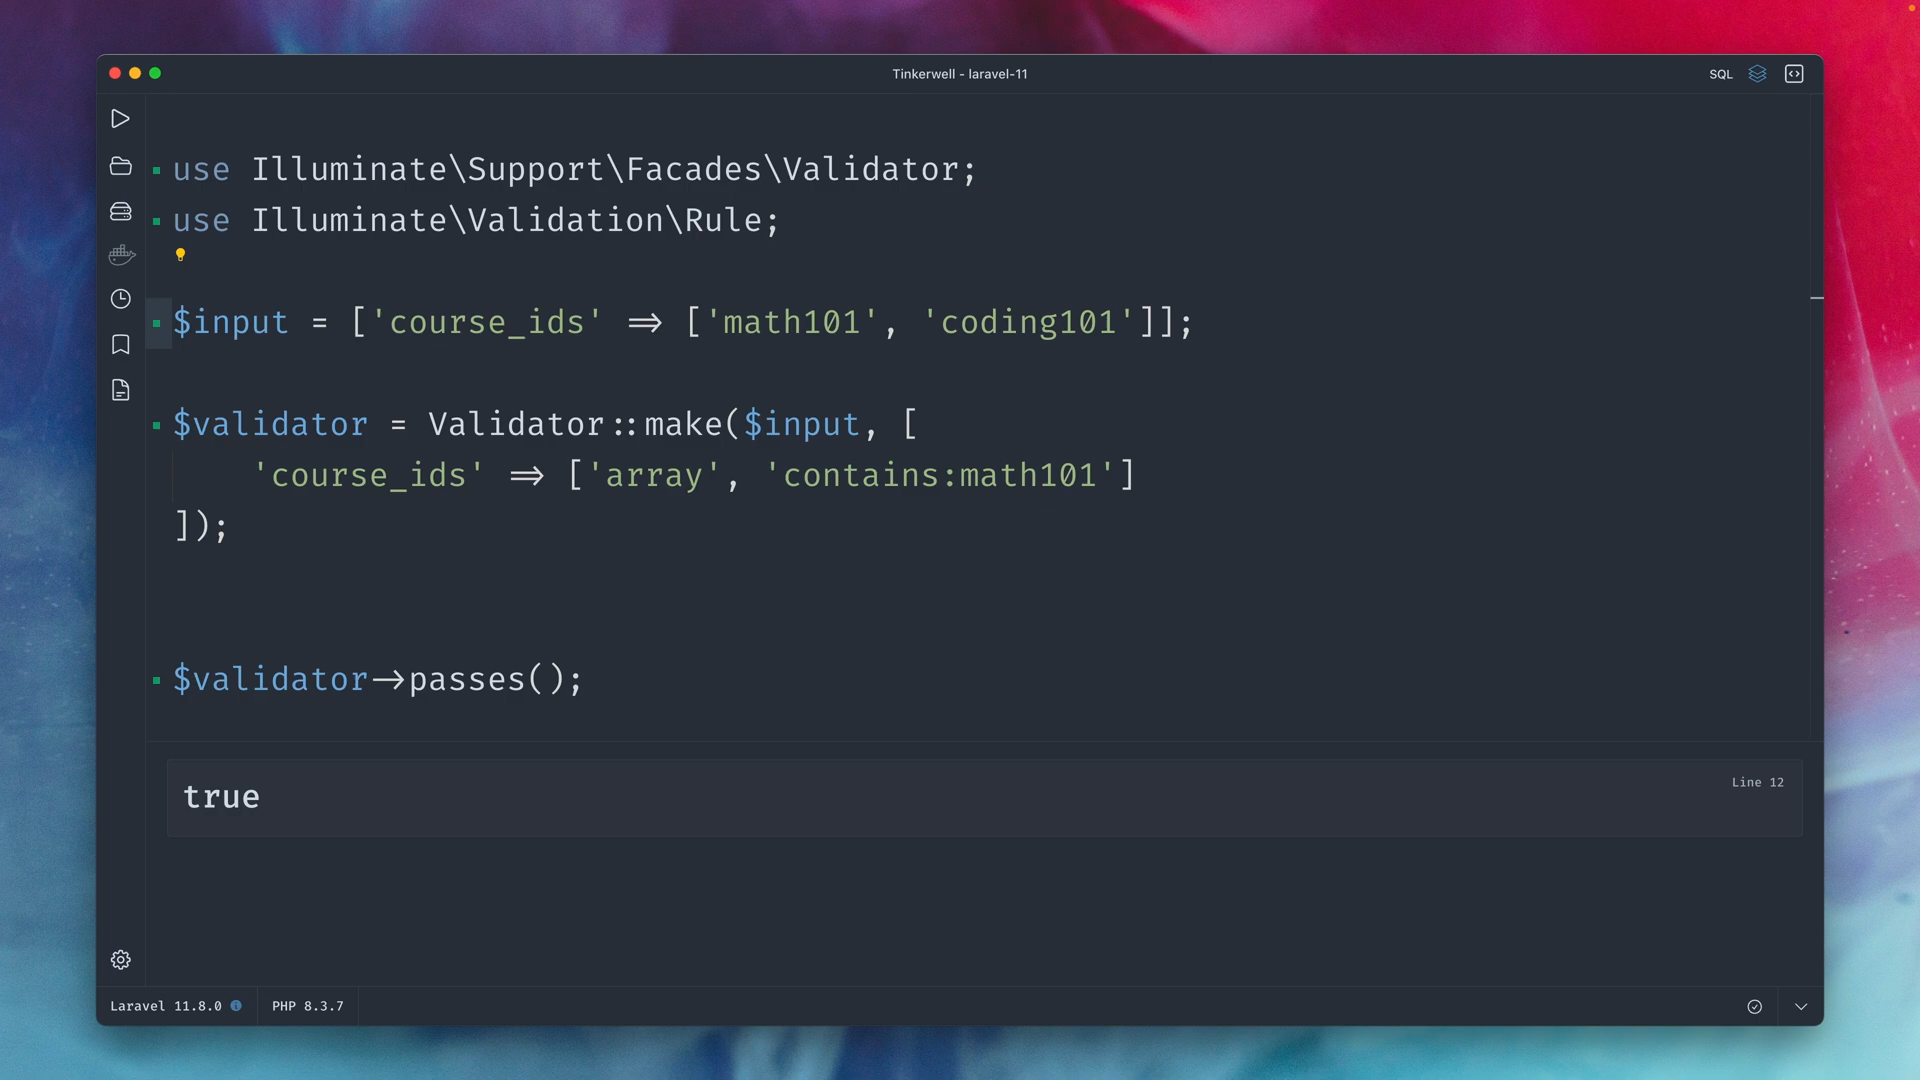 Tinkerwell - laravel-11
SQL
use Illuminate\Support\Facades\Validator;
use Illuminate\Validation\Rule;
$input = ['course_ids' => ['math101', 'coding101']];
$validator = Validator::make($input, [
'course_ids' => ['array', 'contains:math101']
]);
$validator->passes();
Line 12
true
Laravel 11.8.0
PHP 8.3.7